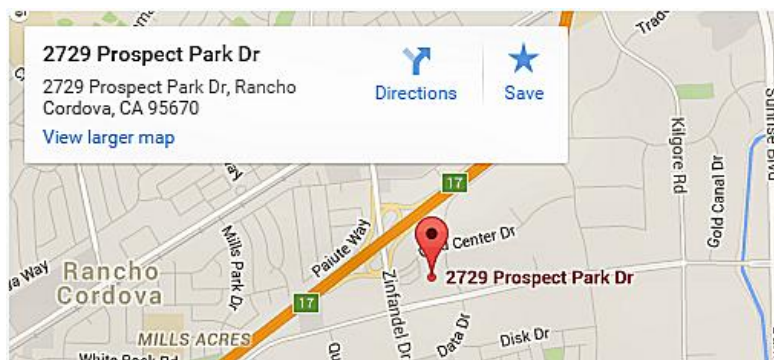 2729 Prospect Park Dr
2729 Prospect Park Dr, Rancho
Cordova, CA 95670
View larger map
Directions
Save
Kilgore Rd
Sunrise Blvd
Gold Canal Dr
17
Center Dr
Paiute Way
Mills Park Dr
Way
Rancho
Cordova
2729 Prospect Park Dr
Zinfandel Dr
17
MILLS ACRES
Data Dr
Disk Dr
White Rock Rd